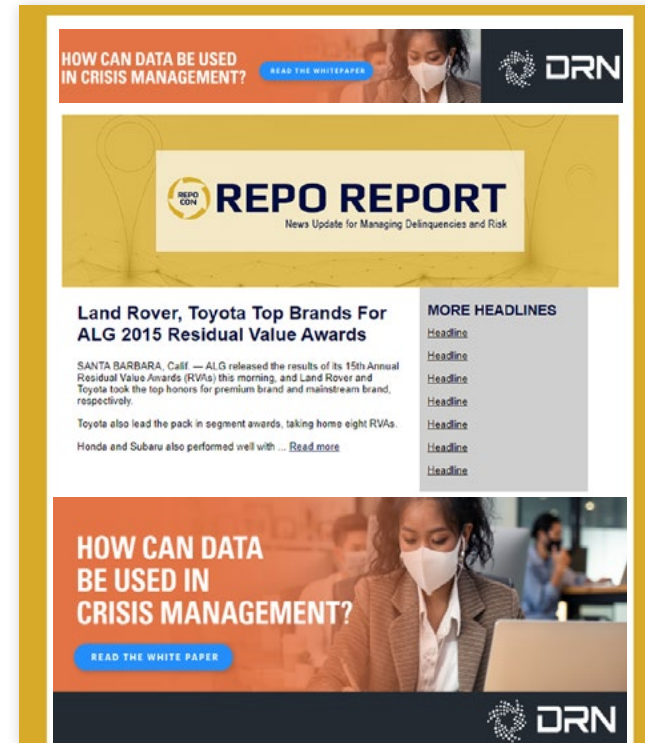 HOW CAN DATA BE USED
IN CRISIS MANAGEMENT?
READ THE WHITEPAPER
DRN
REPO
CON
REPO REPORT
News Update for Managing Delinquencies and Risk
Land Rover, Toyota Top Brands For
ALG 2015 Residual Value Awards
SANTA BARBARA, Calif. — ALG released the results of its 15th Annual
Residual Value Awards (RVAs) this morning, and Land Rover and
Toyota took the top honors for premium brand and mainstream brand,
respectively.
Toyota also lead the pack in segment awards, taking home eight RVAs.
Honda and Subaru also performed well with ... Read more
MORE HEADLINES
Headline
Headline
Headline
Headline
Headline
Headline
Headline
HOW CAN DATA
BE USED IN
CRISIS MANAGEMENT?
READ THE WHITE PAPER
DRN